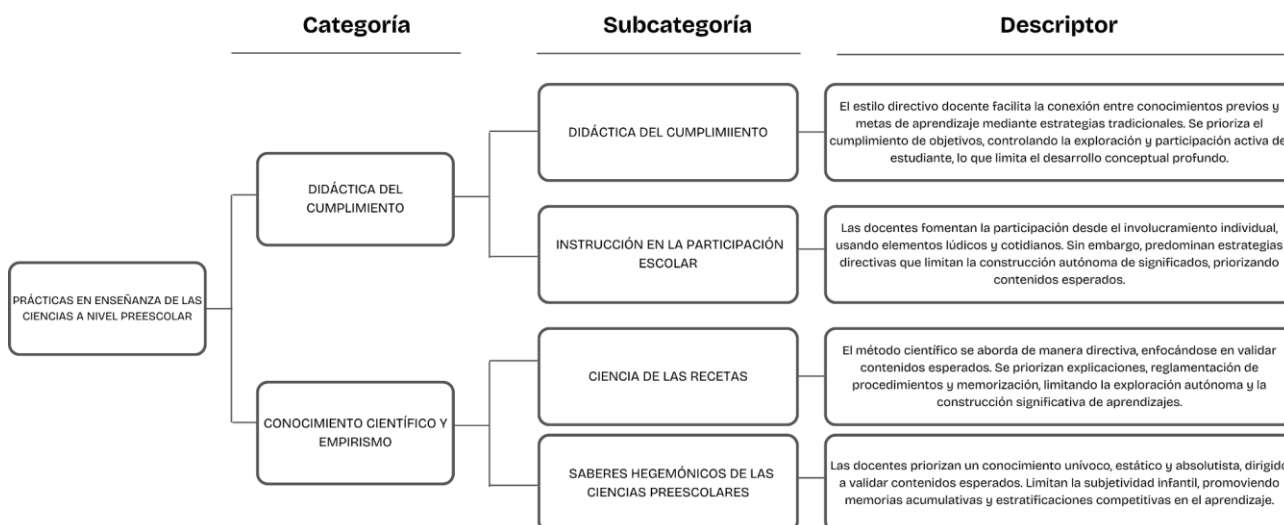 Categoría
Subcategoría
Descriptor
PRÁCTICAS EN ENSEÑANZA DE LAS
CIENCIAS A NIVEL PREESCOLAR
DIDÁCTICA DEL
CUMPLIMIENTO
DIDÁCTICA DEL CUMPLIMIIENTO
El estilo directivo docente facilita la conexión entre conocimientos previos y
metas de aprendizaje mediante estrategias tradicionales. Se prioriza el
cumplimiento de objetivos, controlando la exploración y participación activa de
estudiante, lo que limita el desarrollo conceptual profundo.
INSTRUCCIÓN EN LA PARTICIPACIÓN
ESCOLAR
Las docentes fomentan la participación desde el involucramiento individual,
usando elementos lúdicos y cotidianos. Sin embargo, predominan estrategias
directivas que limitan la construcción autónoma de significados, priorizando
contenidos esperados.
CONOCIMIENTO CIENTÍFICO Y
EMPIRISMO
CIENCIA DE LAS RECETAS
El método científico se aborda de manera directiva, enfocándose en validar
contenidos esperados. Se priorizan explicaciones, reglamentación de
procedimientos y memorización, limitando la exploración autónoma y la
construcción significativa de aprendizajes.
SABERES HEGEMÓNICOS DE LAS
CIENCIAS PREESCOLARES
Las docentes priorizan un conocimiento unívoco, estático y absolutista, dirigido
a validar contenidos esperados. Limitan la subjetividad infantil, promoviendo
memorias acumulativas y estratificaciones competitivas en el aprendizaje.